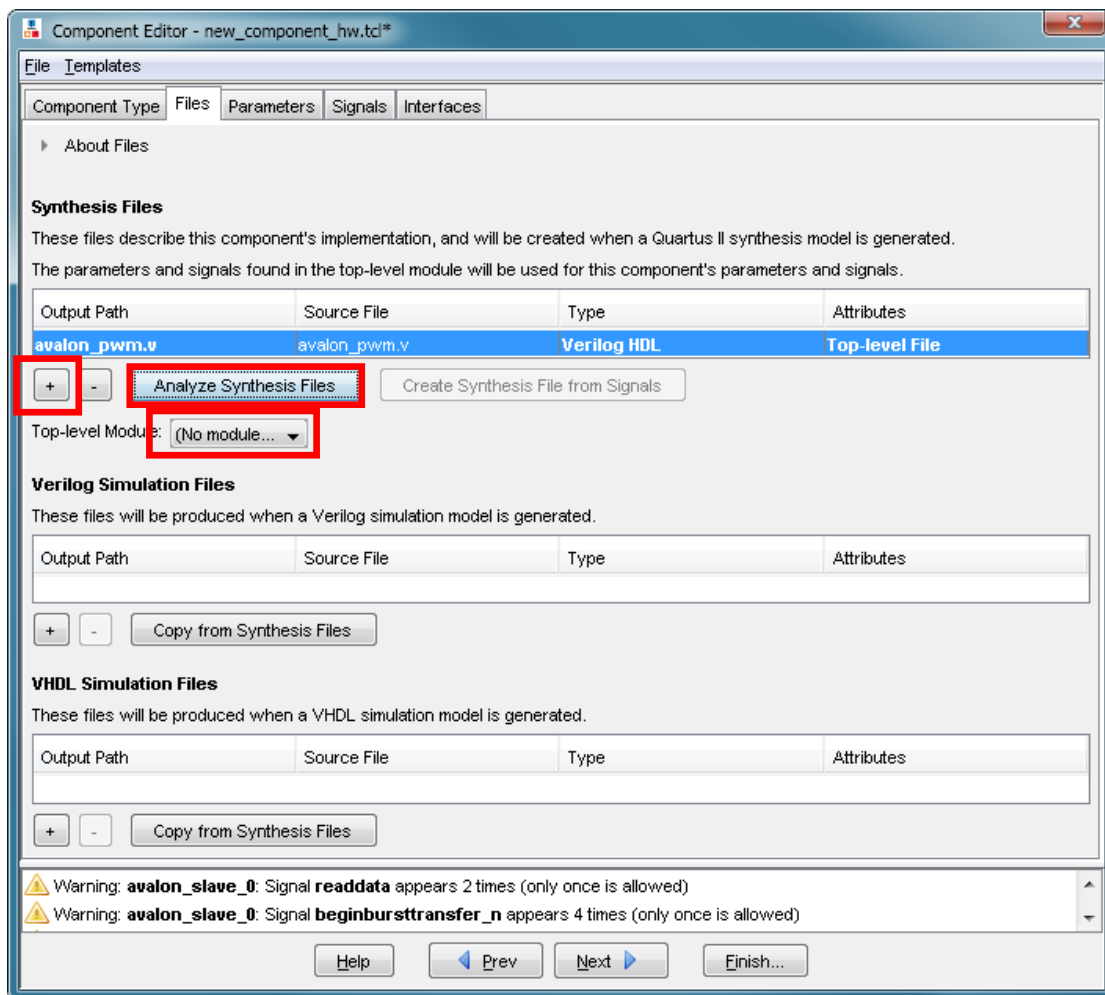 Component Editor - new_component_hw.tcl*
File Templates
Component Type Files Parameters Signals Interfaces
About Files
Synthesis Files
These files describe this component's implementation, and will be created when a Quartus II synthesis model is generated.
The parameters and signals found in the top-level module will be used for this component's parameters and signals.
Output Path Source File Type Attributes
avalon_pwm.v avalon_pwm.v Verilog HDL Top-level File
+ - Analyze Synthesis Files Create Synthesis File from Signals
Top-level Module: (No module...
Verilog Simulation Files
These files will be produced when a Verilog simulation model is generated.
Output Path Source File Type Attributes
+ - Copy from Synthesis Files
VHDL Simulation Files
These files will be produced when a VHDL simulation model is generated.
Output Path Source File Type Attributes
+ - Copy from Synthesis Files
Warning: avalon_slave_0: Signal readdata appears 2 times (only once is allowed)
Warning: avalon_slave_0: Signal beginbursttransfer_n appears 4 times (only once is allowed)
Help Prev Next Finish...